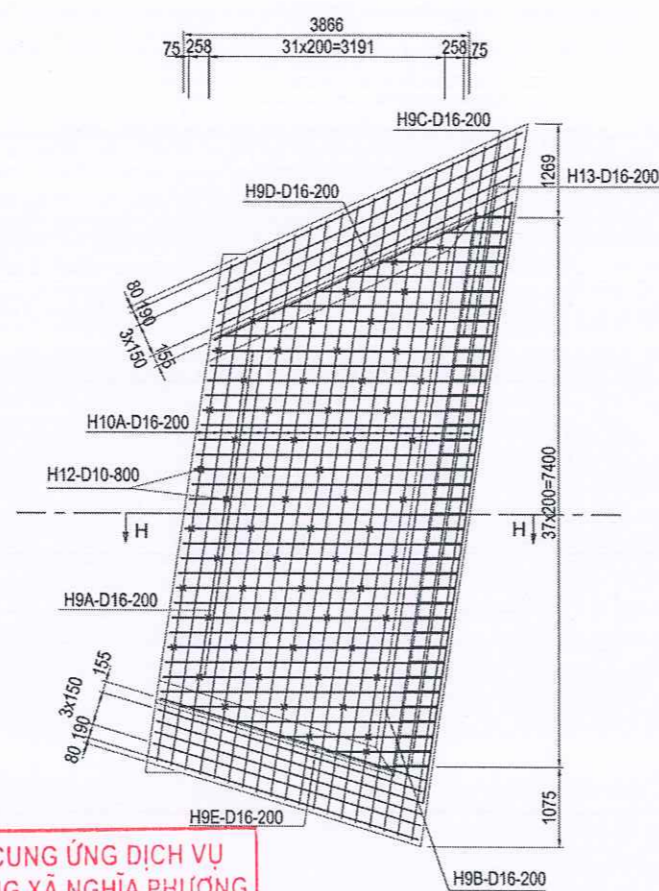 3866
75 258 31x200=3191 258 75
H9C-D16-200
1269
H13-D16-200
H9D-D16-200
80 190
3x150 155
H10A-D16-200
H12-D10-800
37x200=7400
H H
H9A-D16-200
155
3x150
80 190
1075
H9E-D16-200
H9B-D16-200
CUNG ỨNG DỊCH VỤ
XÃ NGHĨA PHƯƠNG